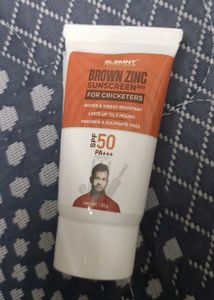 ELEMNT
BROWN ZINC
SUNSCREEN
FOR CRICKETERS
WATER & SWEAT RESISTANT
LASTS UP TO 3 HOURS
PARABEN & SULPHATE FREE
SPF 50
PA+++